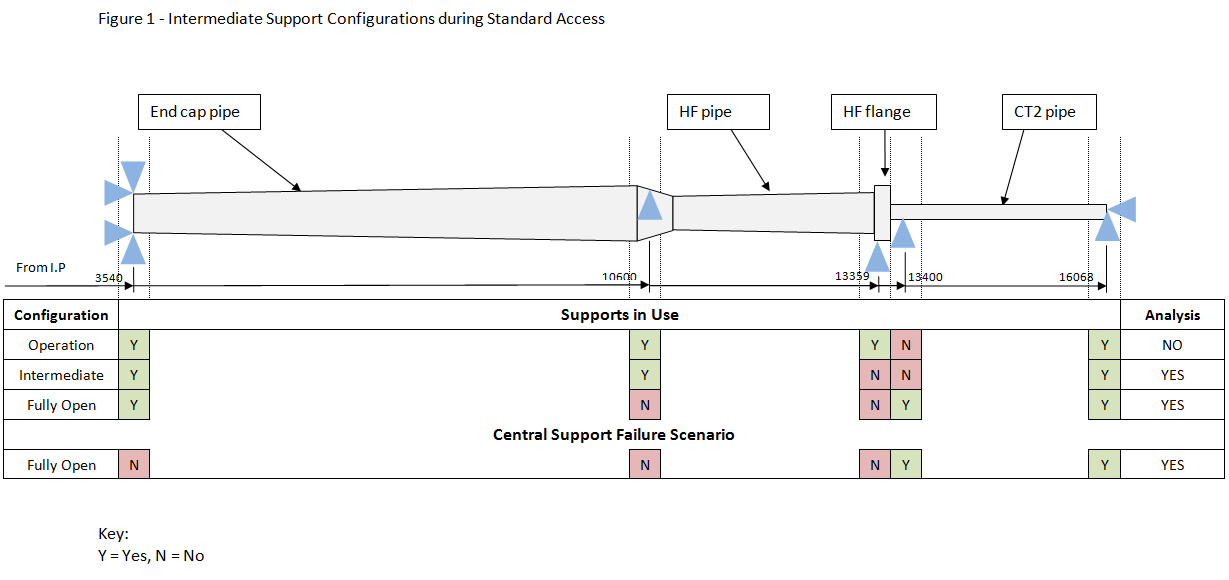 Figure 1 - Intermediate Support Configurations during Standard Access
End cap pipe HF pipe HF flange CT2 pipe
From I.P 3540 10600 13359 13400 16068
Configuration Supports in Use Analysis
Operation Y Y Y N Y NO
Intermediate Y Y N N Y YES
Fully Open Y N N Y Y YES
Central Support Failure Scenario
Fully Open N N N Y Y YES
Key:
Y = Yes, N = No